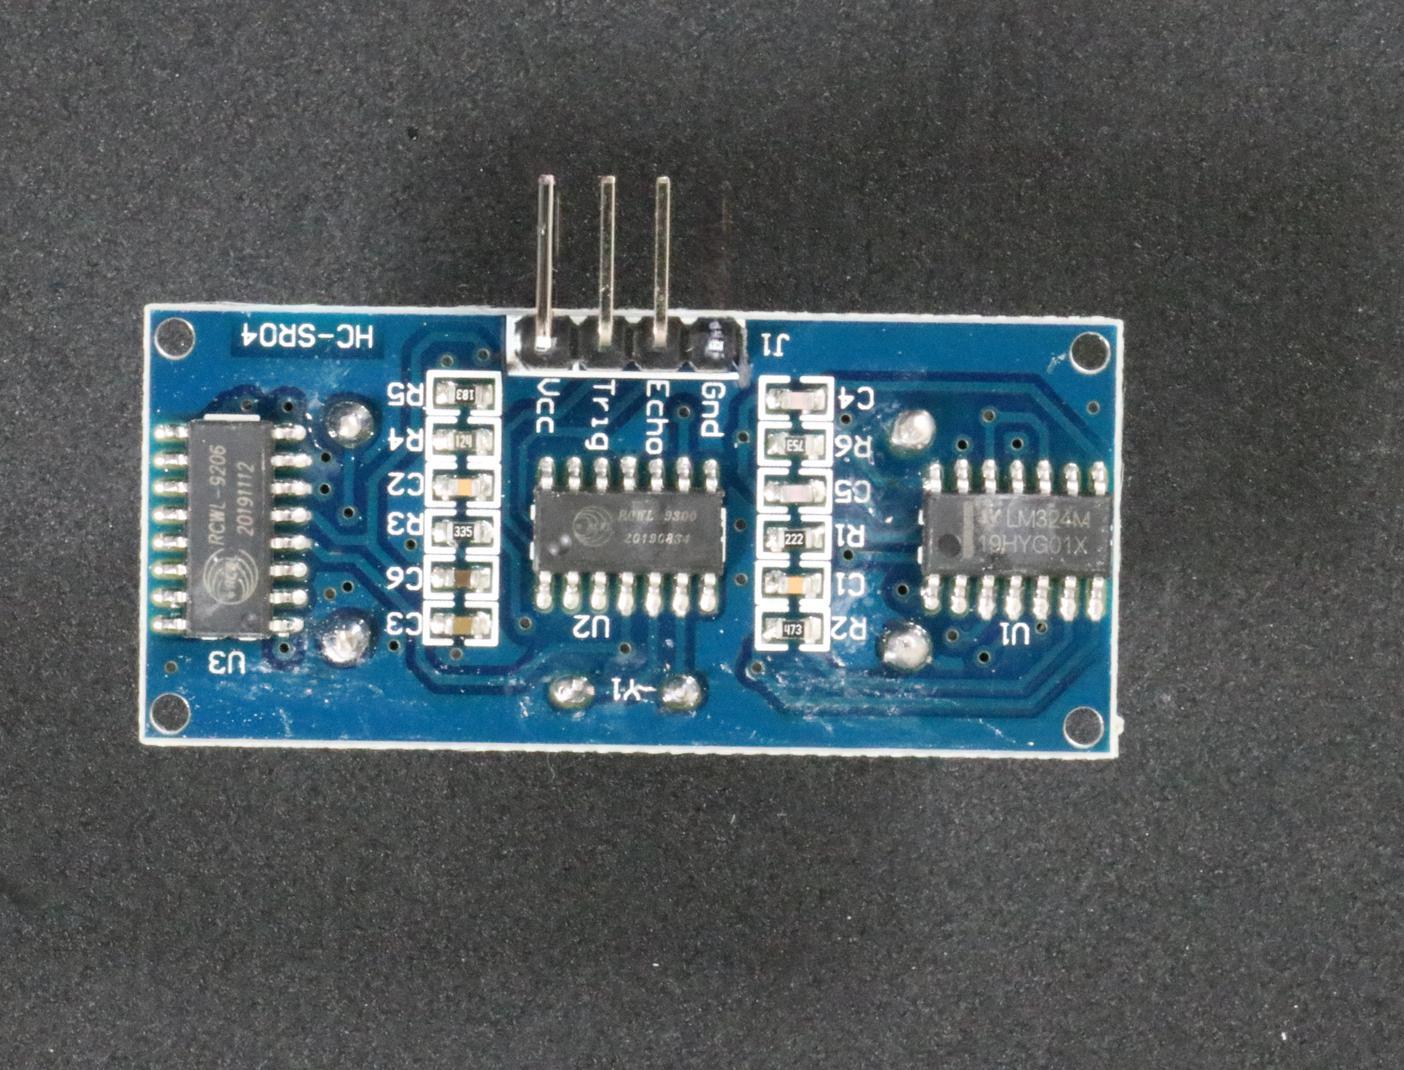 HC-SR04
J1
Vcc
Trig
Echo
Gnd
R5
183
R4
124
C2
R3
335
C6
C3
C4
R6
753
C5
R1
222
C1
R2
473
RCWL-9206
20191112
U3
RCWL-9300
20190834
U2
Y1
LM324M
19HYG01X
U1